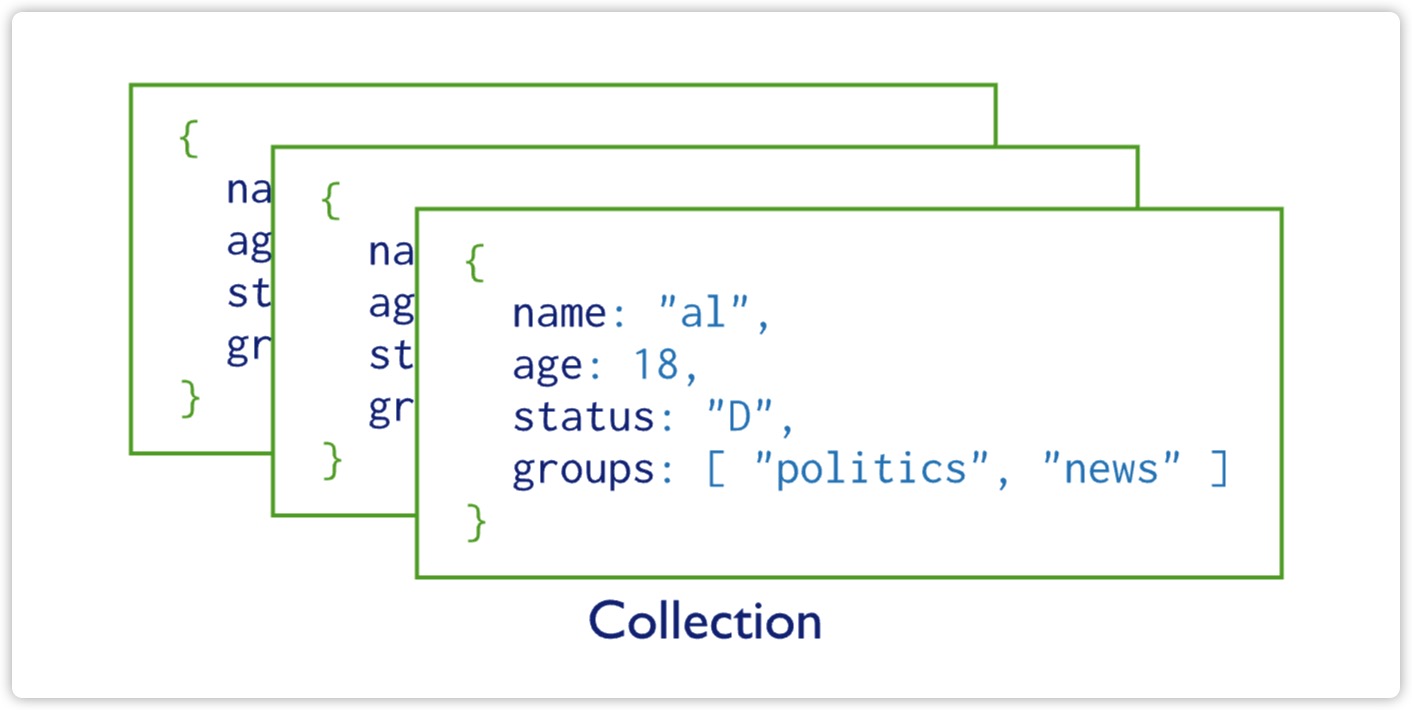 {
na
ag
st
gr
}
{
na
ag
st
gr
}
{
name: "al",
age: 18,
status: "D",
groups: [ "politics", "news" ]
}
Collection